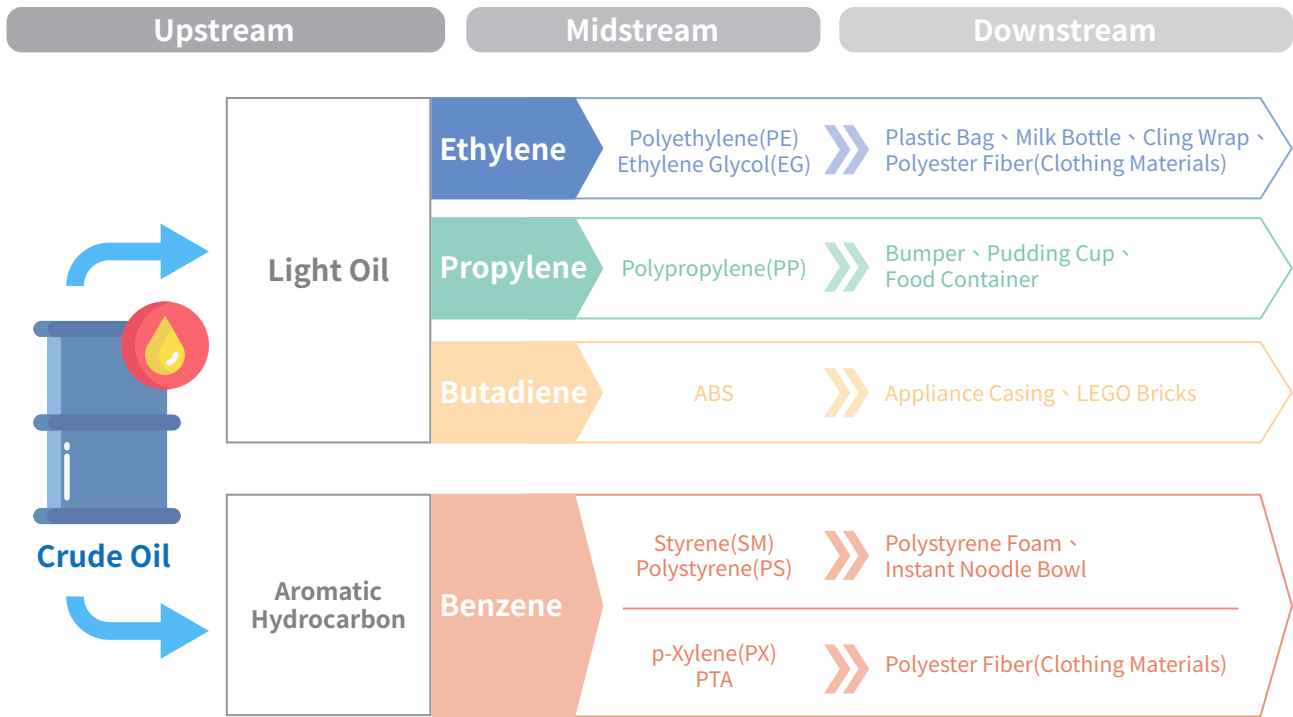 Upstream
Midstream
Downstream
Crude Oil
Light Oil
Ethylene
Polyethylene(PE)
Ethylene Glycol(EG)
Plastic Bag、Milk Bottle、Cling Wrap、
Polyester Fiber(Clothing Materials)
Propylene
Polypropylene(PP)
Bumper、Pudding Cup、
Food Container
Butadiene
ABS
Appliance Casing、LEGO Bricks
Aromatic
Hydrocarbon
Benzene
Styrene(SM)
Polystyrene(PS)
Polystyrene Foam、
Instant Noodle Bowl
p-Xylene(PX)
PTA
Polyester Fiber(Clothing Materials)